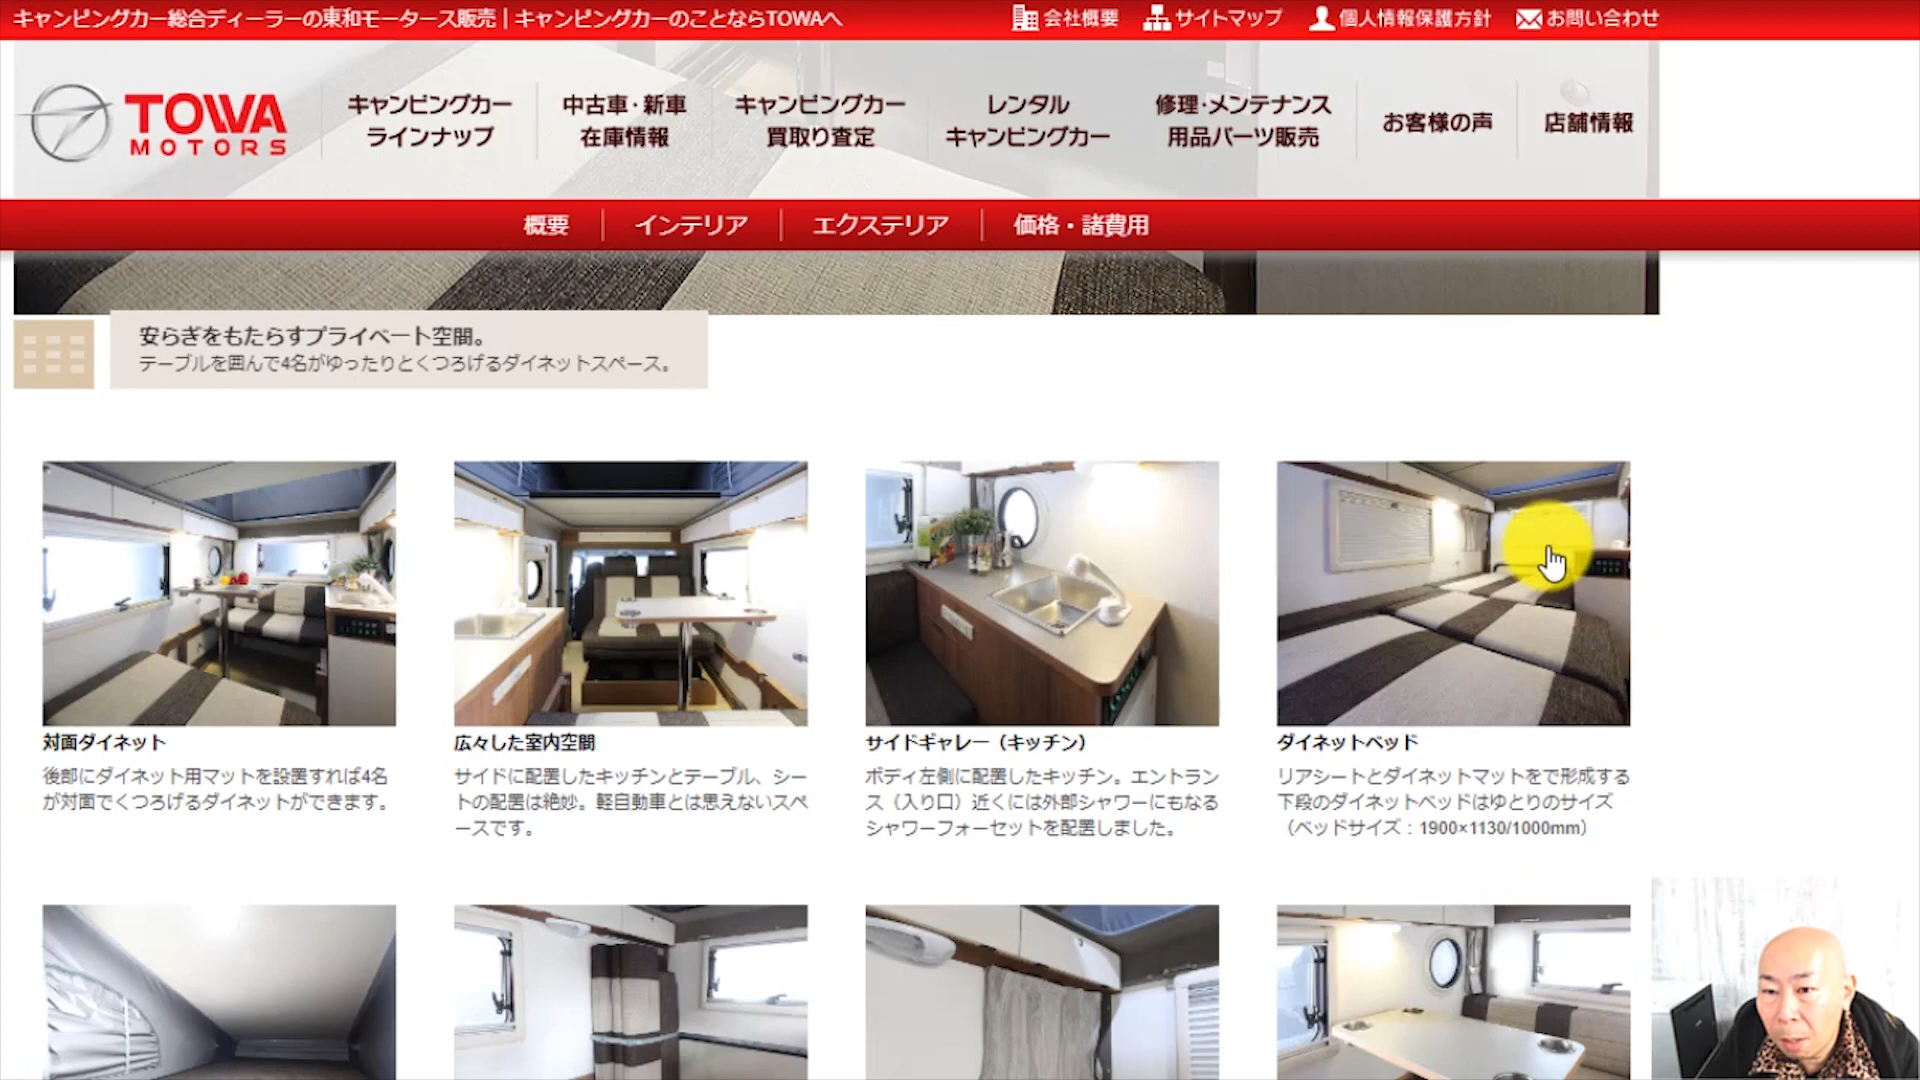 キャンピングカー総合ディーラーの東和モータース販売｜キャンピングカーのことならTOWAへ
会社概要
サイトマップ
個人情報保護方針
お問い合わせ
TOWA
MOTORS
キャンピングカー
ラインナップ
中古車・新車
在庫情報
キャンピングカー
買取り査定
レンタル
キャンピングカー
修理・メンテナンス
用品パーツ販売
お客様の声
店舗情報
概要
インテリア
エクステリア
価格・諸費用
安らぎをもたらすプライベート空間。
テーブルを囲んで4名がゆったりとくつろげるダイネットスペース。
対面ダイネット
後部にダイネット用マットを設置すれば4名
が対面でくつろげるダイネットができます。
広々した室内空間
サイドに配置したキッチンとテーブル、シー
トの配置は絶妙。軽自動車とは思えないスペ
ースです。
サイドギャレー（キッチン）
ボディ左側に配置したキッチン。エントラン
ス（入り口）近くには外部シャワーにもなる
シャワーフォーセットを配置しました。
ダイネットベッド
リアシートとダイネットマットをで形成する
下段のダイネットベッドはゆとりのサイズ
（ベッドサイズ：1900×1130/1000mm）